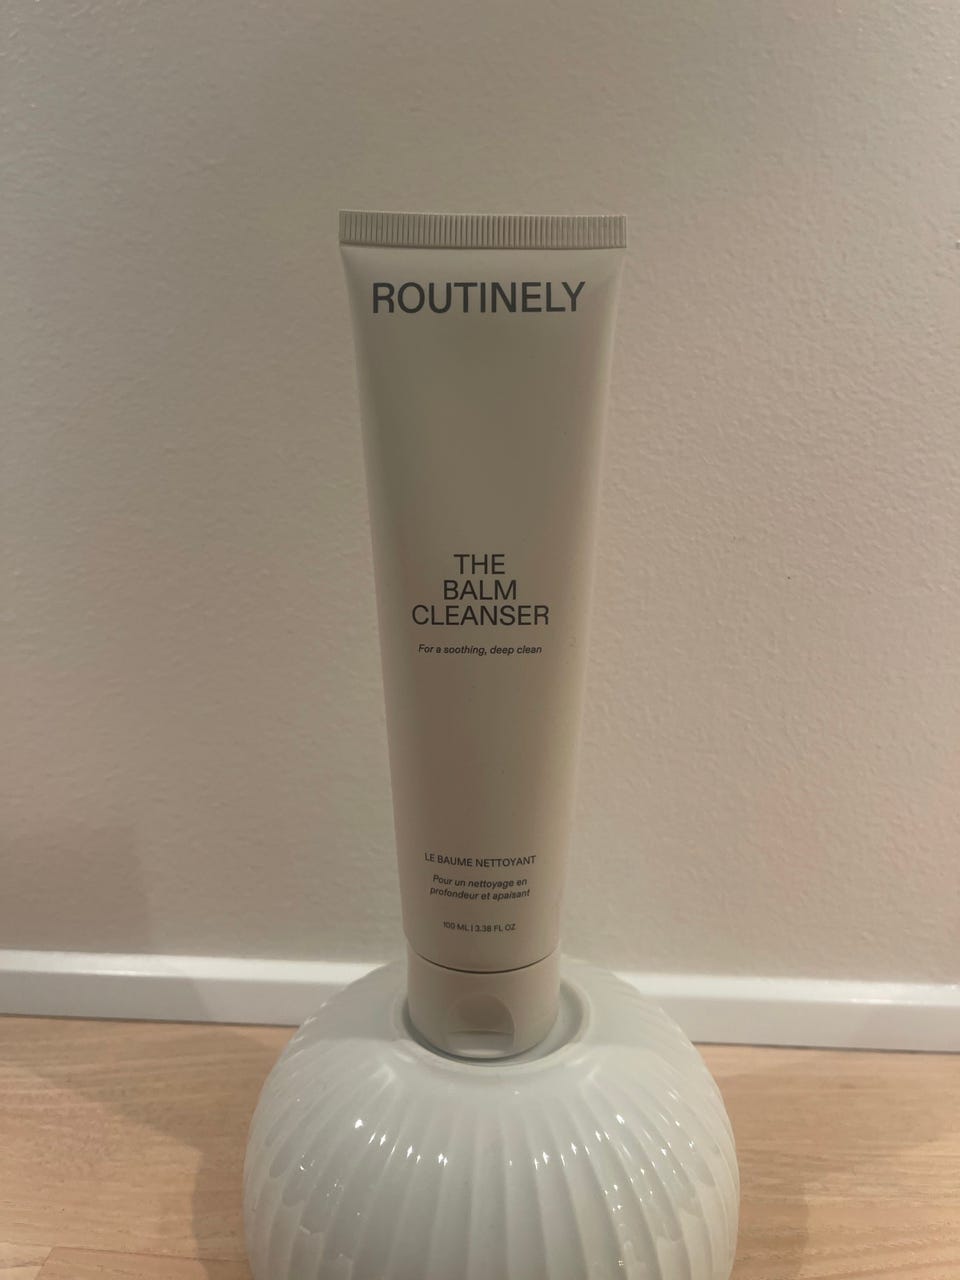 ROUTINELY
THE
BALM
CLEANSER
For a soothing, deep clean
LE BAUME NETTOYANT
Pour un nettoyage en
profondeur et apaisant
100 ML | 3.38 FL OZ